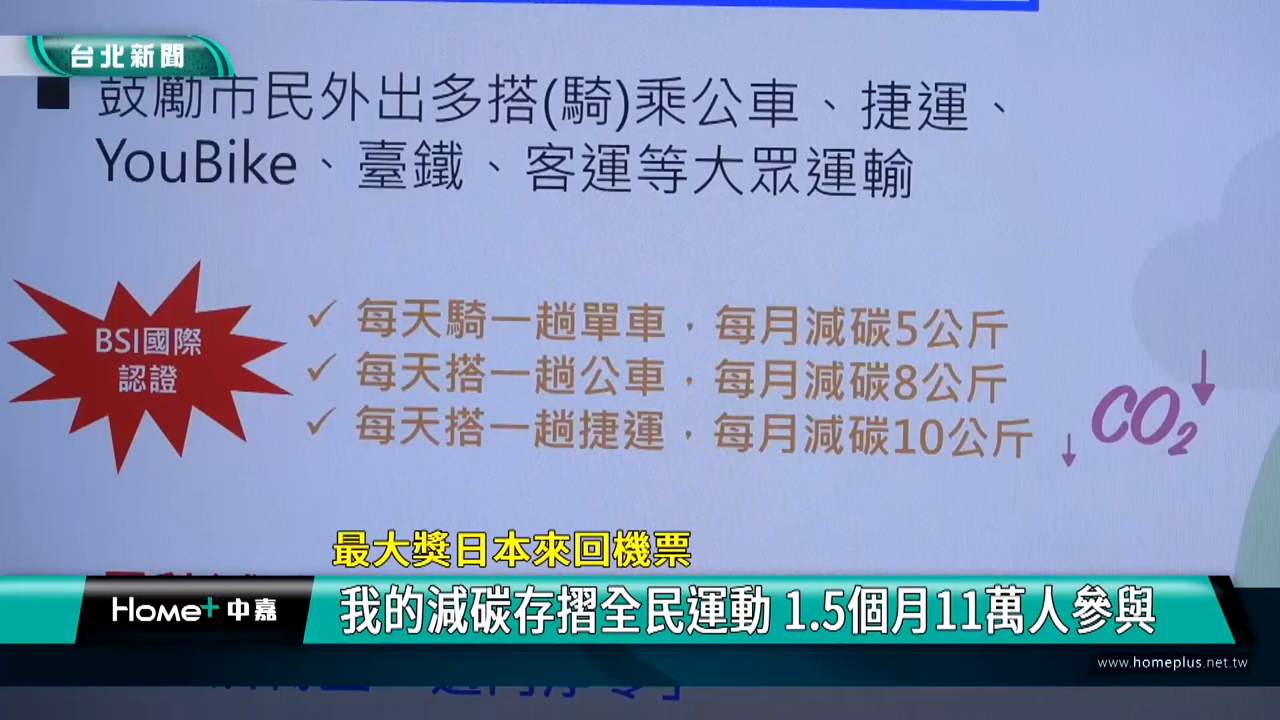 台北新聞
■ 鼓勵市民外出多搭(騎)乘公車、捷運、
YouBike、臺鐵、客運等大眾運輸
BSI國際
認證
✓ 每天騎一趟單車，每月減碳5公斤
✓ 每天搭一趟公車，每月減碳8公斤
✓ 每天搭一趟捷運，每月減碳10公斤
CO₂
最大獎日本來回機票
Home+中嘉
我的減碳存摺全民運動 1.5個月11萬人參與
www.homeplus.net.tw